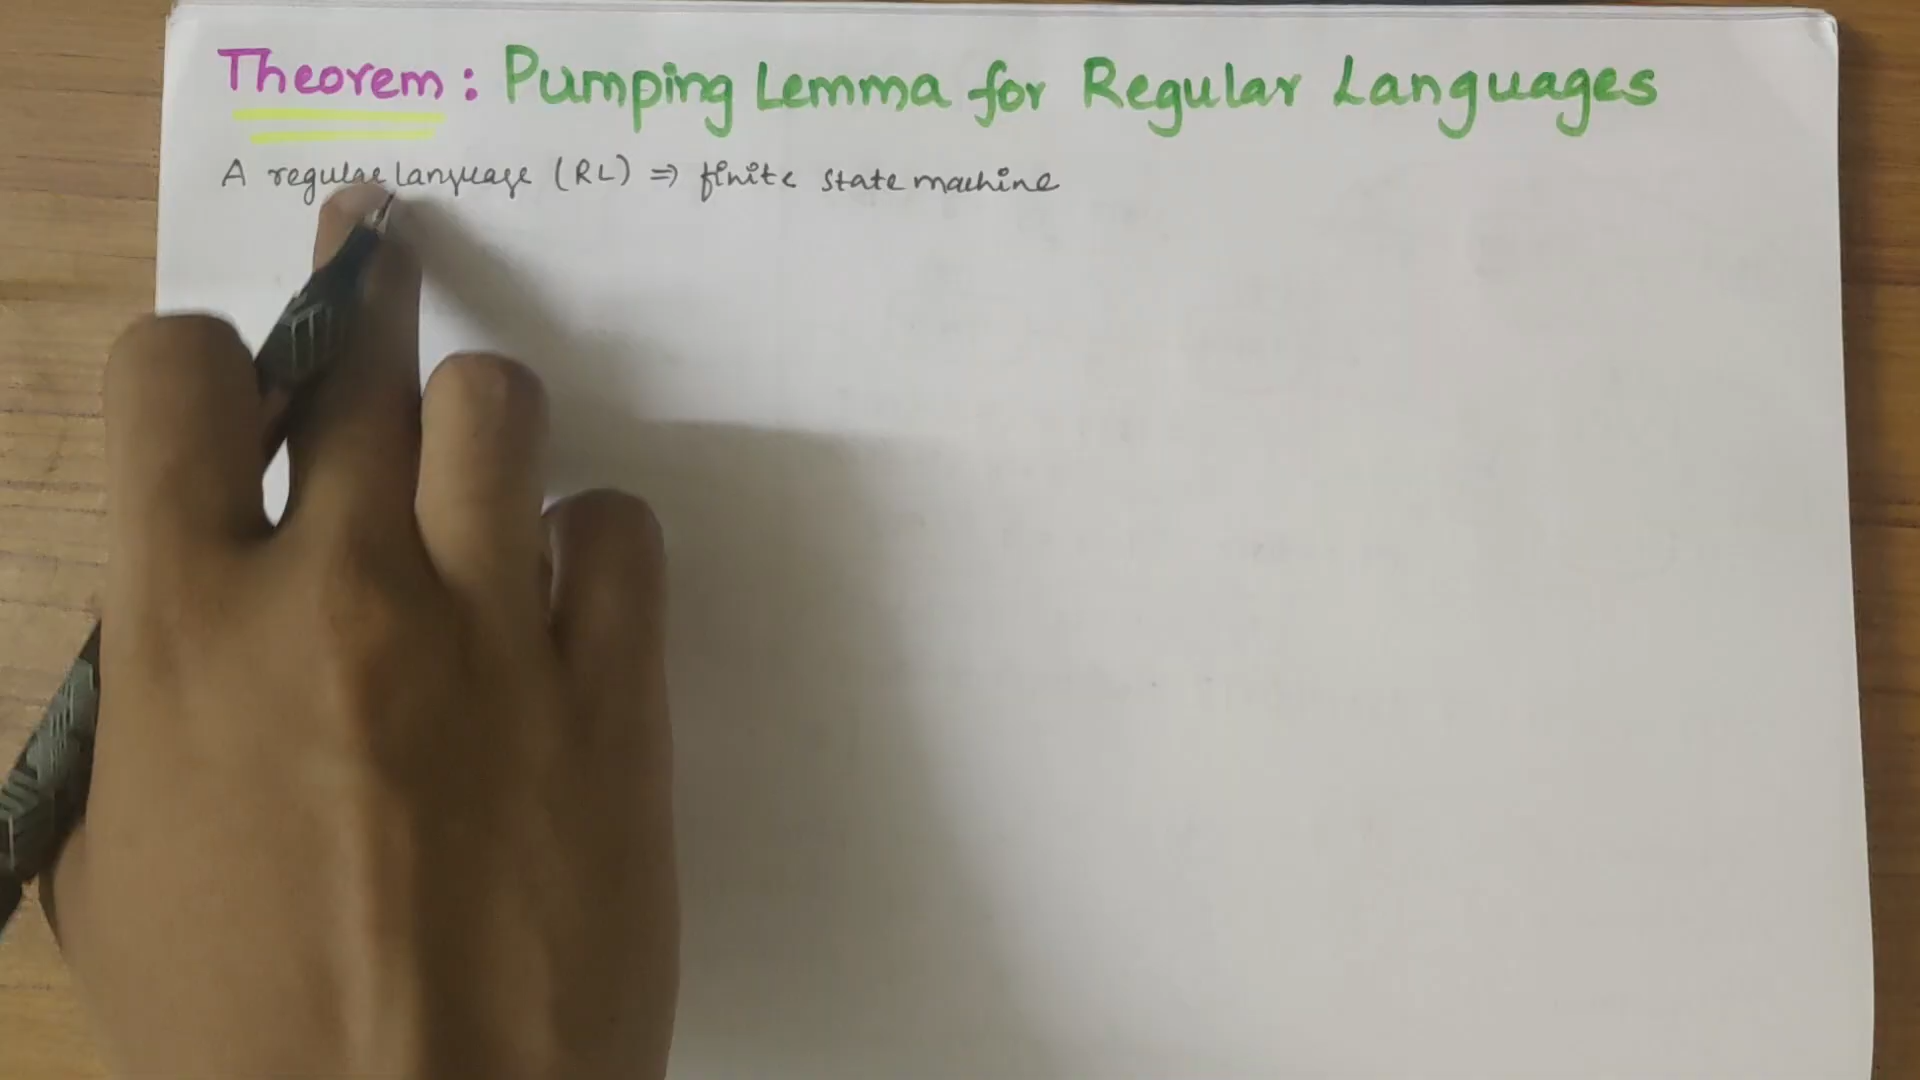 Theorem: Pumping Lemma for Regular Languages
A regular language (RL) ⇒ finite state machine